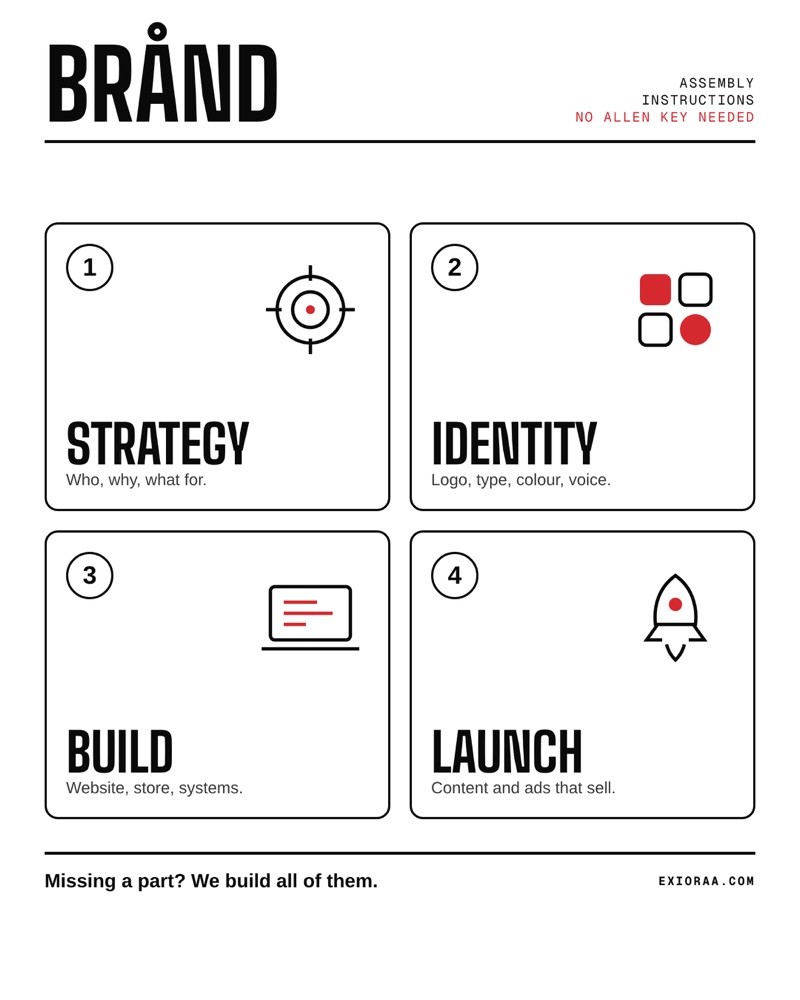 BRÅND
ASSEMBLY
INSTRUCTIONS
NO ALLEN KEY NEEDED
1
STRATEGY
Who, why, what for.
2
IDENTITY
Logo, type, colour, voice.
3
BUILD
Website, store, systems.
4
LAUNCH
Content and ads that sell.
Missing a part? We build all of them.
EXIORAA.COM